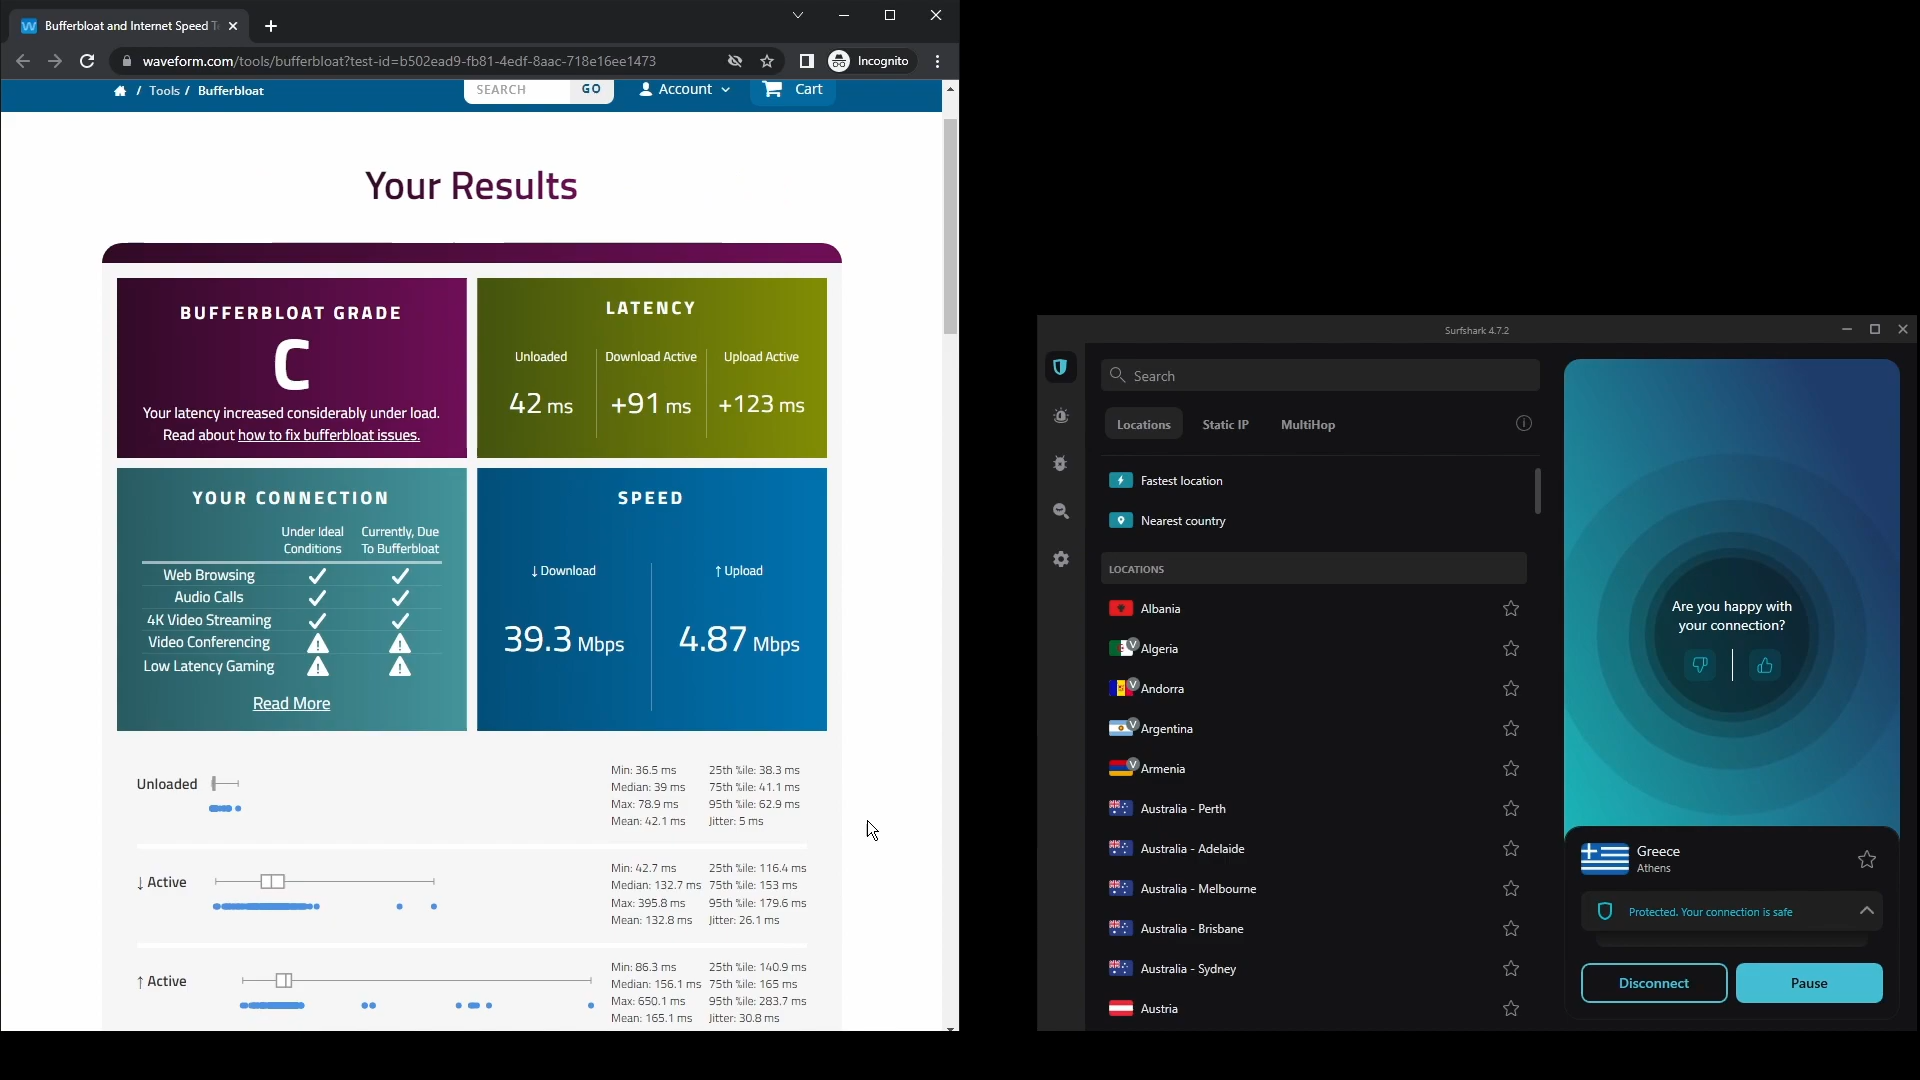 Bufferbloat and Internet Speed T
waveform.com/tools/bufferbloat?test-id=b502ead9-fb81-4edf-8aac-718e16ee1473
Incognito
/ Tools / Bufferbloat
SEARCH
GO
Account
Cart
Your Results
BUFFERBLOAT GRADE
C
Your latency increased considerably under load.
Read about how to fix bufferbloat issues.
LATENCY
Unloaded
Download Active
Upload Active
42 ms
+91 ms
+123 ms
YOUR CONNECTION
Under Ideal
Conditions
Currently, Due
To Bufferbloat
Web Browsing
Audio Calls
4K Video Streaming
Video Conferencing
Low Latency Gaming
Read More
SPEED
↓ Download
↑ Upload
39.3 Mbps
4.87 Mbps
Unloaded
Min: 36.5 ms 25th %ile: 38.3 ms
Median: 39 ms 75th %ile: 41.1 ms
Max: 78.9 ms 95th %ile: 62.9 ms
Mean: 42.1 ms Jitter: 5 ms
↓ Active
Min: 42.7 ms 25th %ile: 116.4 ms
Median: 132.7 ms 75th %ile: 153 ms
Max: 395.8 ms 95th %ile: 179.6 ms
Mean: 132.8 ms Jitter: 26.1 ms
↑ Active
Min: 86.3 ms 25th %ile: 140.9 ms
Median: 156.1 ms 75th %ile: 165 ms
Max: 650.1 ms 95th %ile: 283.7 ms
Mean: 165.1 ms Jitter: 30.8 ms
Surfshark 4.7.2
Search
Locations
Static IP
MultiHop
Fastest location
Nearest country
LOCATIONS
Albania
V Algeria
V Andorra
V Argentina
V Armenia
Australia - Perth
Australia - Adelaide
Australia - Melbourne
Australia - Brisbane
Australia - Sydney
Austria
Are you happy with
your connection?
Greece
Athens
Protected. Your connection is safe
Disconnect
Pause